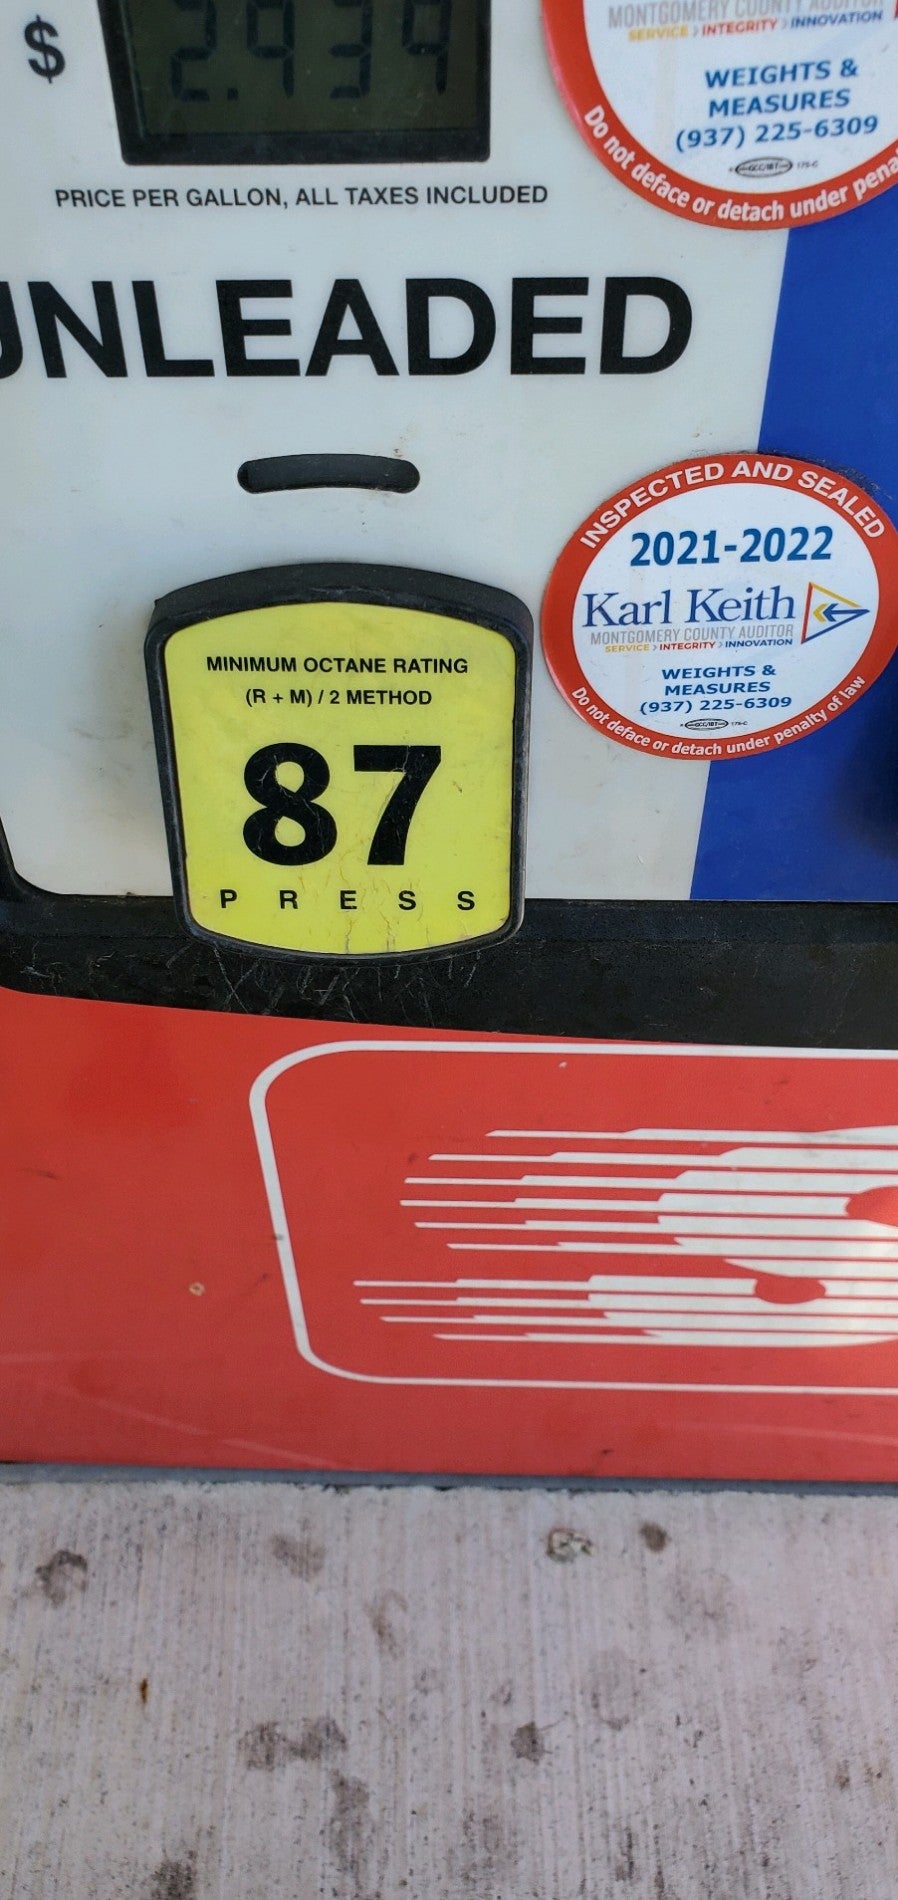 $ 2.939
MONTGOMERY COUNTY AUDITOR
SERVICE > INTEGRITY > INNOVATION
WEIGHTS &
MEASURES
(937) 225-6309
Do not deface or detach under
PRICE PER GALLON, ALL TAXES INCLUDED
UNLEADED
INSPECTED AND SEALED
2021-2022
Karl Keith
MONTGOMERY COUNTY AUDITOR
SERVICE > INTEGRITY > INNOVATION
WEIGHTS &
MEASURES
(937) 225-6309
Do not deface or detach under penalty of law
MINIMUM OCTANE RATING
(R + M) / 2 METHOD
87
PRESS